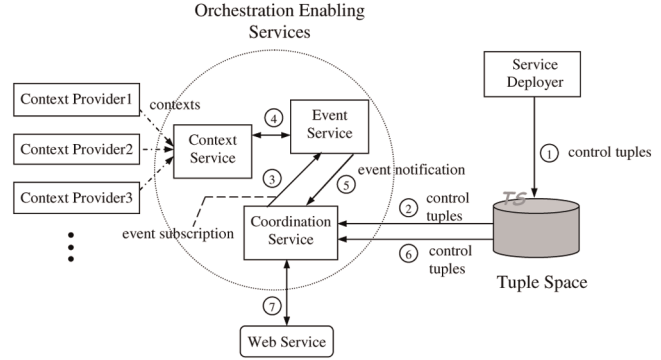 Orchestration Enabling
Services
Context Provider1
Context Provider2
Context Provider3
contexts
Context
Service
4
Event
Service
3
5
event notification
event subscription
Coordination
Service
7
Web Service
Service
Deployer
1 control tuples
TS
2 control
tuples
6 control
tuples
Tuple Space